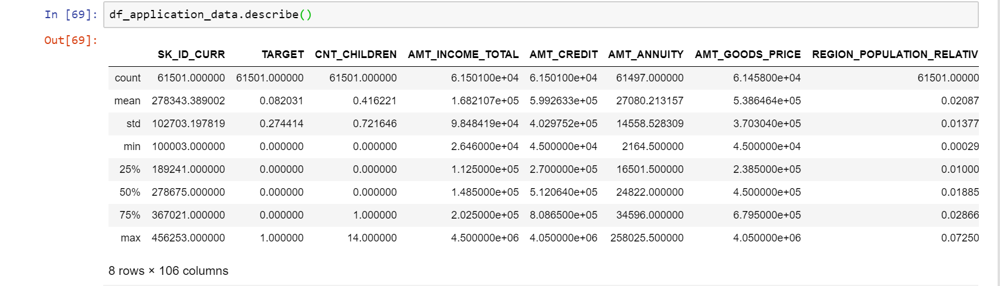 In [69]: df_application_data.describe()
Out[69]:
SK_ID_CURR TARGET CNT_CHILDREN AMT_INCOME_TOTAL AMT_CREDIT AMT_ANNUITY AMT_GOODS_PRICE REGION_POPULATION_RELATIV
count 61501.000000 61501.000000 61501.000000 6.150100e+04 6.150100e+04 61497.000000 6.145800e+04 61501.00000
mean 278343.389002 0.082031 0.416221 1.682107e+05 5.992633e+05 27080.213157 5.386464e+05 0.02087
std 102703.197819 0.274414 0.721646 9.848419e+04 4.029752e+05 14558.528309 3.703040e+05 0.01377
min 100003.000000 0.000000 0.000000 2.646000e+04 4.500000e+04 2164.500000 4.500000e+04 0.00029
25% 189241.000000 0.000000 0.000000 1.125000e+05 2.700000e+05 16501.500000 2.385000e+05 0.01000
50% 278675.000000 0.000000 0.000000 1.485000e+05 5.120640e+05 24822.000000 4.500000e+05 0.01885
75% 367021.000000 0.000000 1.000000 2.025000e+05 8.086500e+05 34596.000000 6.795000e+05 0.02866
max 456253.000000 1.000000 14.000000 4.500000e+06 4.050000e+06 258025.500000 4.050000e+06 0.07250
8 rows × 106 columns